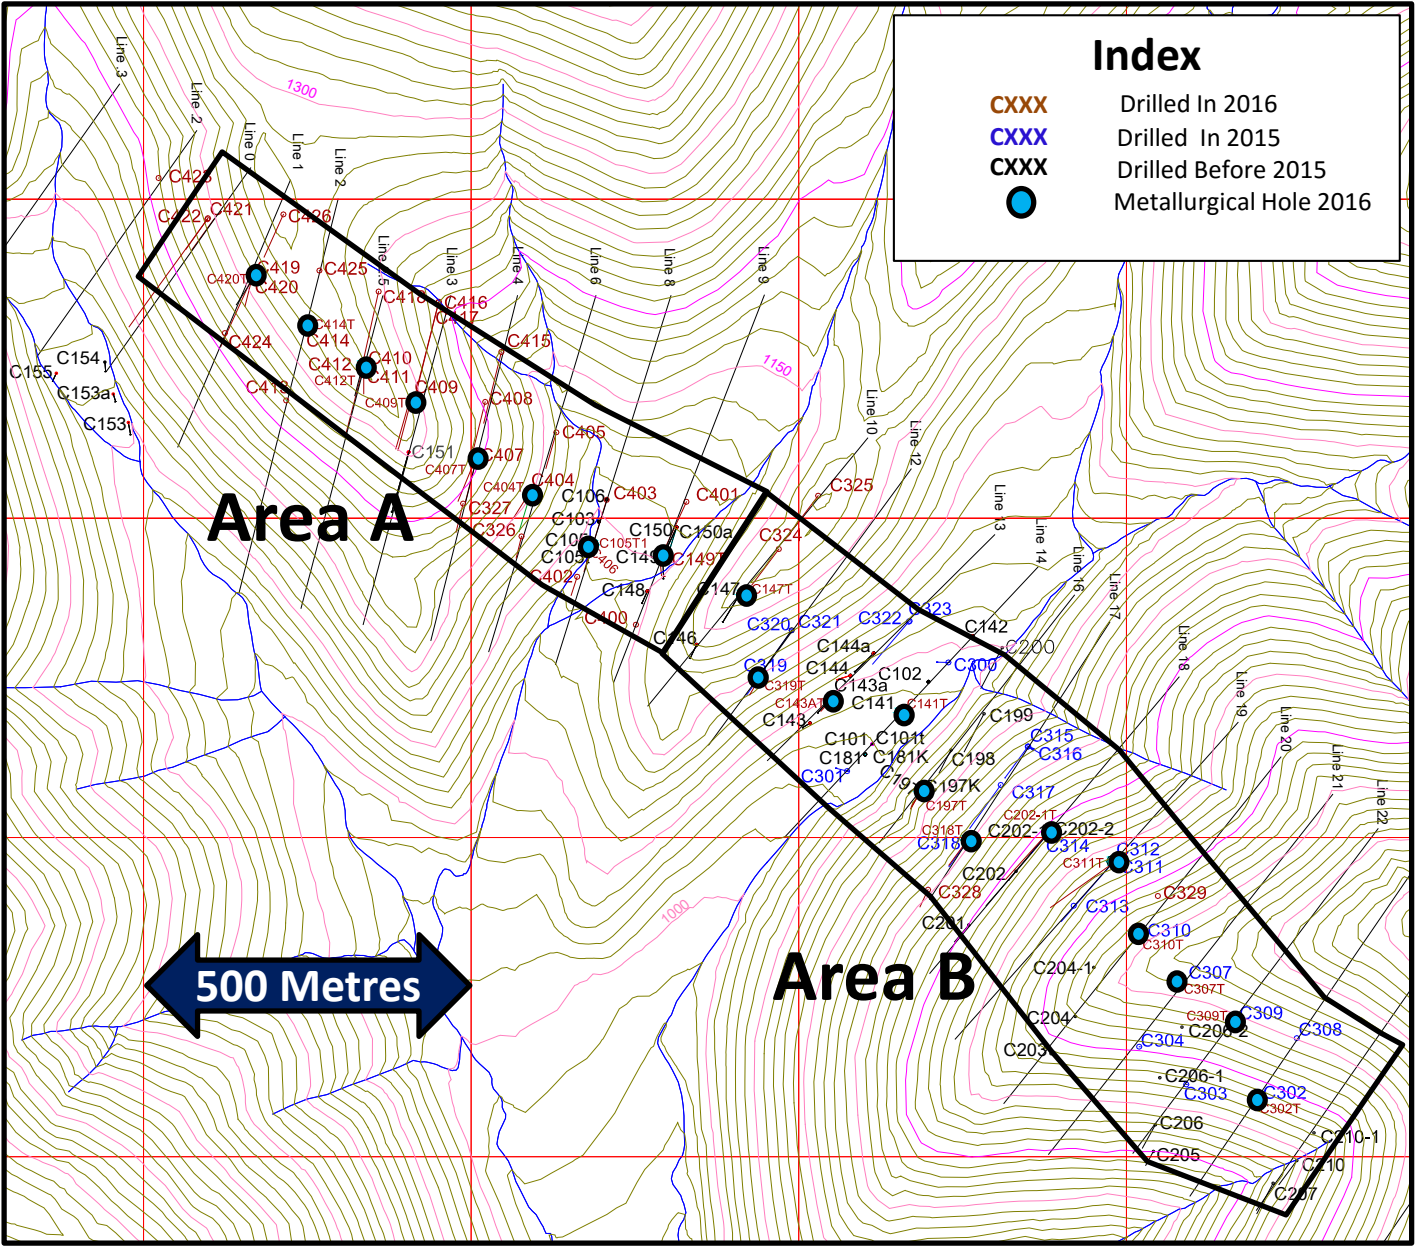 Index
CXXX Drilled In 2016
CXXX Drilled In 2015
CXXX Drilled Before 2015
Metallurgical Hole 2016
Line .3
Line .2
Line 0
Line 1
Line 2
Line 3
Line 4
Line 6
Line 8
Line 9
Line 10
Line 12
Line 13
Line 14
Line 16
Line 17
Line 18
Line 19
Line 20
Line 21
Line 22
1300
1150
1000
C423
C422
C421
C426
C419
C420T
C420
C425
C424
C414T
C414
C418
C416
C417
C412
C410
C412T
C411
C413
C409
C409T
C415
C408
C151
C407
C407T
C405
C404
C404T
C327
C326
C106
C403
C103
C105T1
C406
C402
C401
C150
C150a
C149
C149T
C148
C400
C146
C154
C155
C153a
C153
Area A
C325
C324
C147
C147T
C320
C321
C322
C323
C142
C200
C300
C144a
C144
C102
C319
C319T
C143a
C143AT
C143
C141
C141T
C101
C101t
C181
C181K
C301
C199
C198
C315
C316
C317
C197K
C197T
C318T
C318
C202-1T
C202-2
C314
C202
C312
C311T
C311
C328
C201
C313
C329
C310
C310T
C204-1
C307
C307T
C309
C309T
C206-2
C308
C204
C203
C304
C206-1
C303
C302
C302T
C206
C205
C210-1
C210
C207
Area B
500 Metres